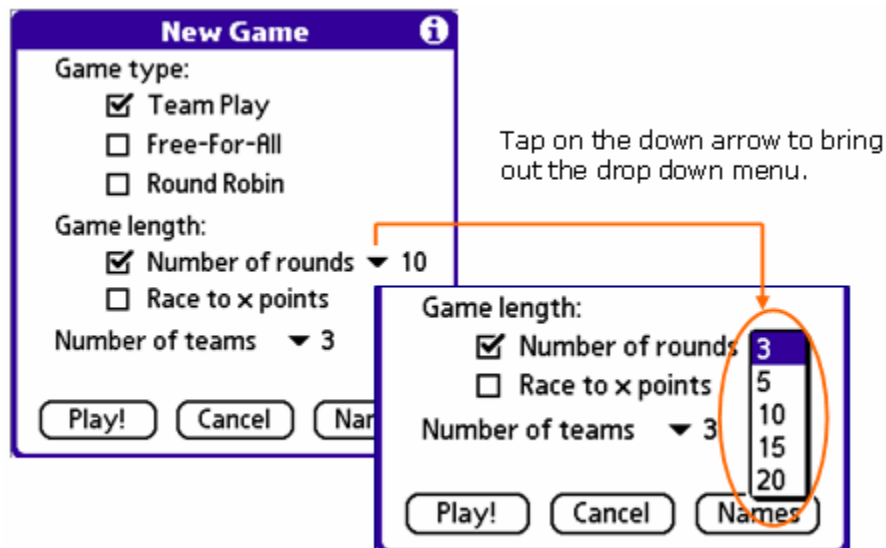 New Game
Game type:
Team Play
Free-For-All
Round Robin
Game length:
Number of rounds 10
Race to x points
Number of teams 3
Play! Cancel Nam
Tap on the down arrow to bring
out the drop down menu.
Game length:
Number of rounds 3
Race to x points 5
10
Number of teams 3
15
20
Play! Cancel Names